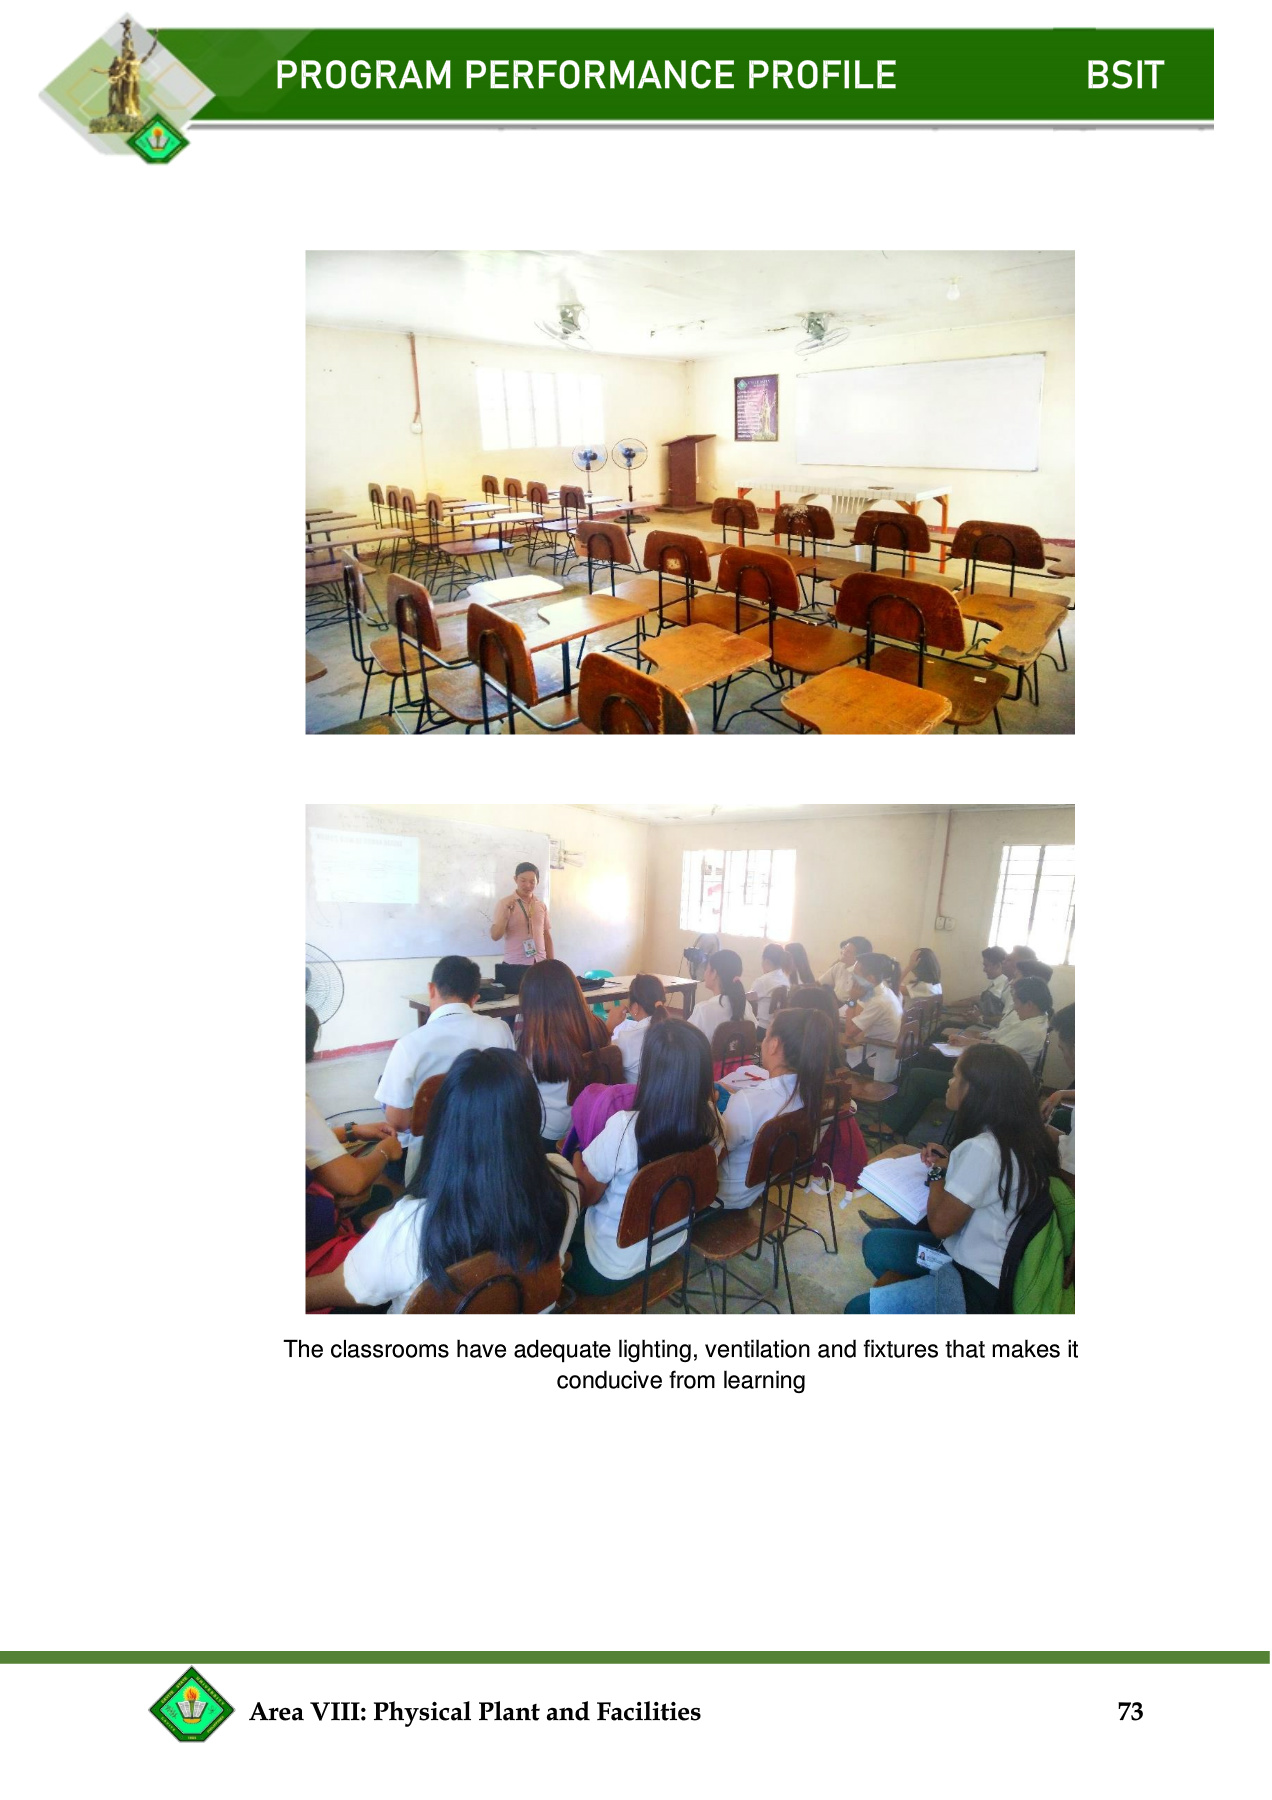 PROGRAM PERFORMANCE PROFILE BSIT
The classrooms have adequate lighting, ventilation and fixtures that makes it
conducive from learning
Area VIII: Physical Plant and Facilities 73